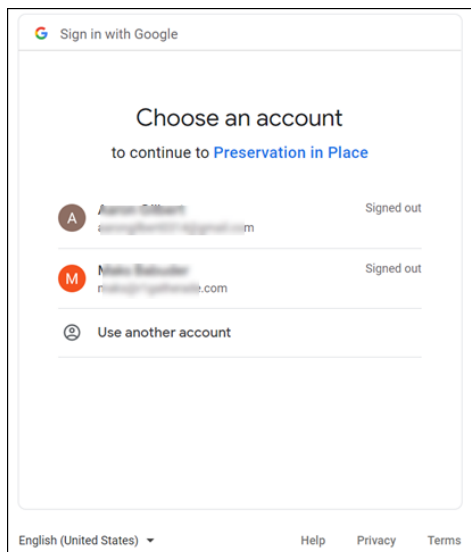 Sign in with Google
Choose an account
to continue to Preservation in Place
A
Signed out
M
Signed out
Use another account
English (United States)
Help Privacy Terms